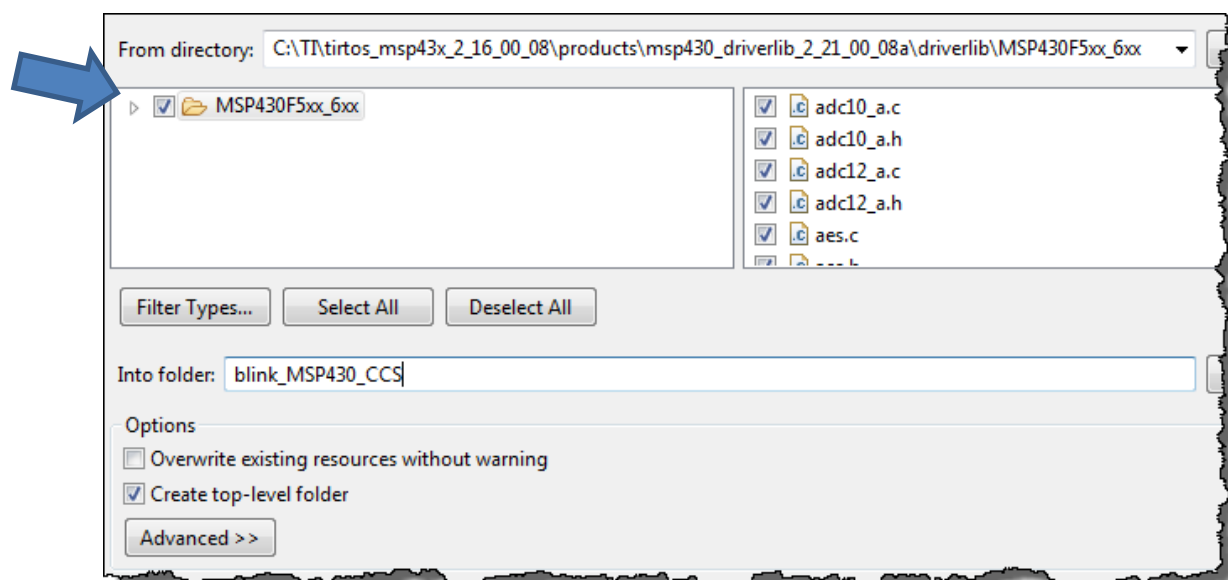 From directory: C:\TI\tirtos_msp43x_2_16_00_08\products\msp430_driverlib_2_21_00_08a\driverlib\MSP430F5xx_6xx
MSP430F5xx_6xx
.c adc10_a.c
.c adc10_a.h
.c adc12_a.c
.c adc12_a.h
.c aes.c
Filter Types...
Select All
Deselect All
Into folder: blink_MSP430_CCS
Options
Overwrite existing resources without warning
Create top-level folder
Advanced >>